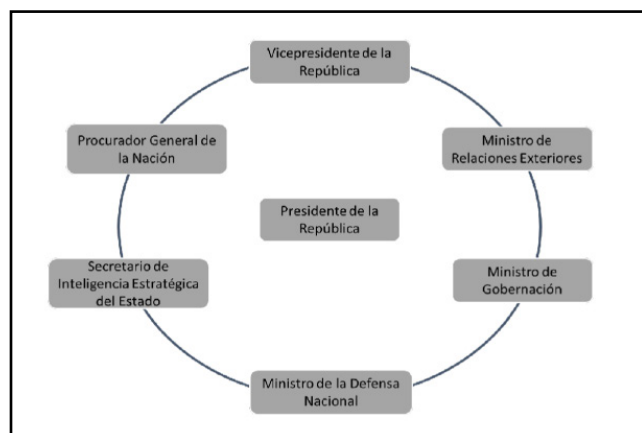 Vicepresidente de la
República
Procurador General de
la Nación
Ministro de
Relaciones Exteriores
Presidente de la
República
Secretario de
Inteligencia Estratégica
del Estado
Ministro de
Gobernación
Ministro de la Defensa
Nacional